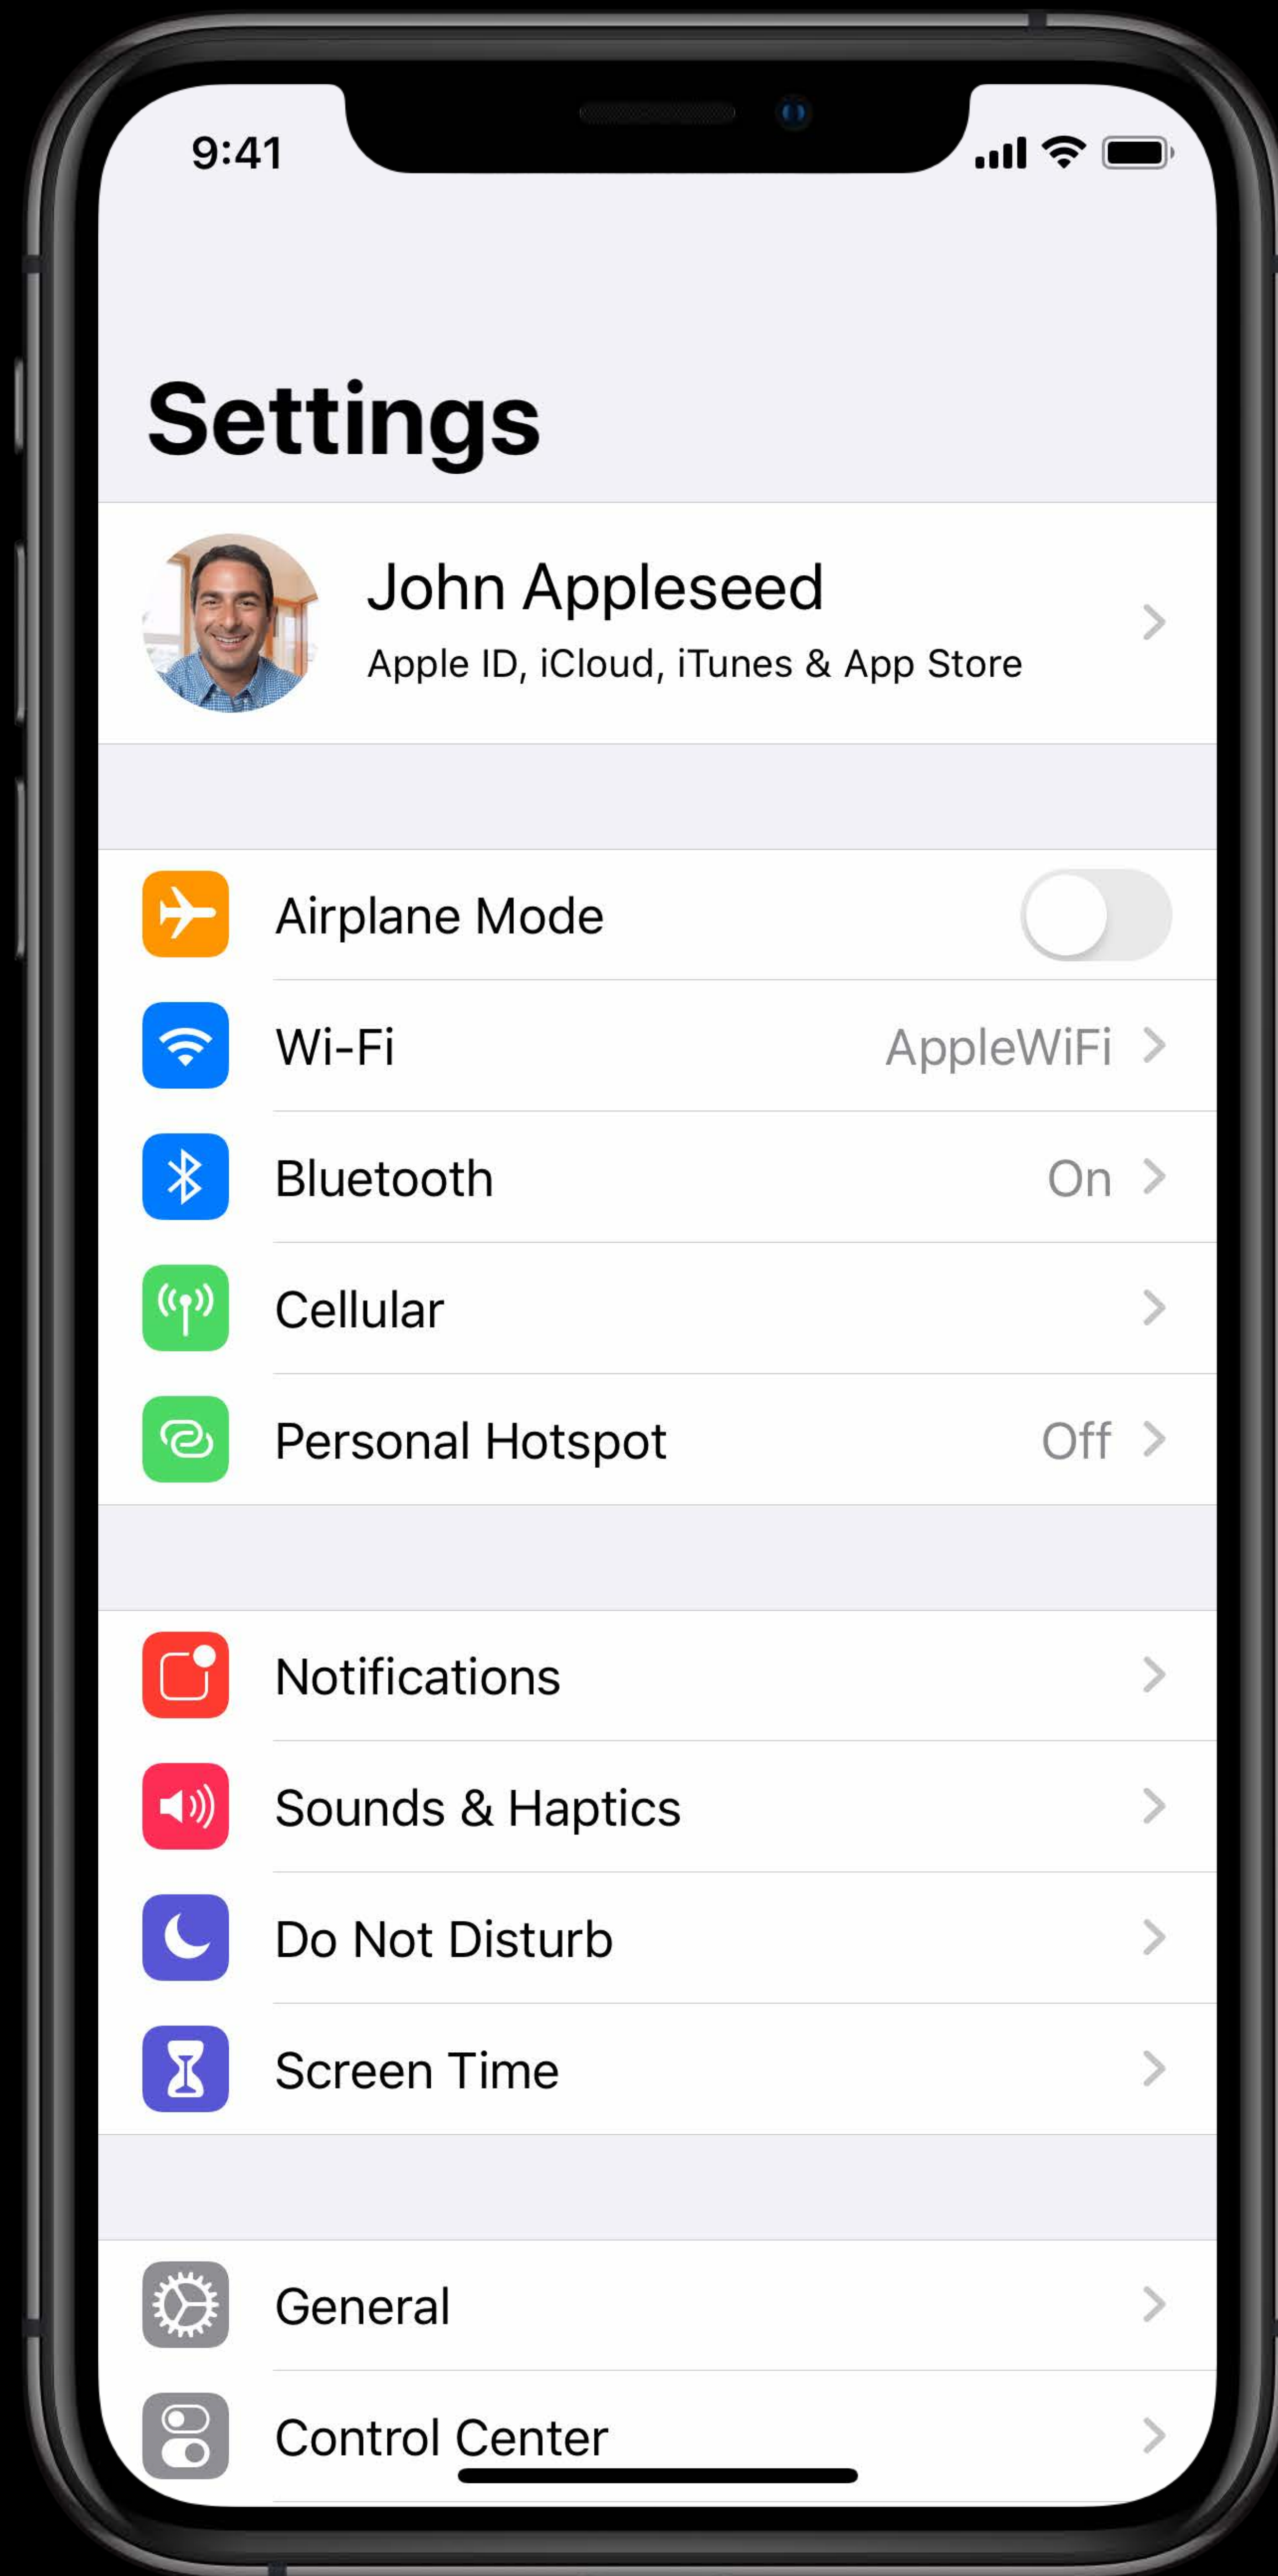 9:41
Settings
John Appleseed
Apple ID, iCloud, iTunes & App Store
Airplane Mode
Wi-Fi AppleWiFi
Bluetooth On
Cellular
Personal Hotspot Off
Notifications
Sounds & Haptics
Do Not Disturb
Screen Time
General
Control Center